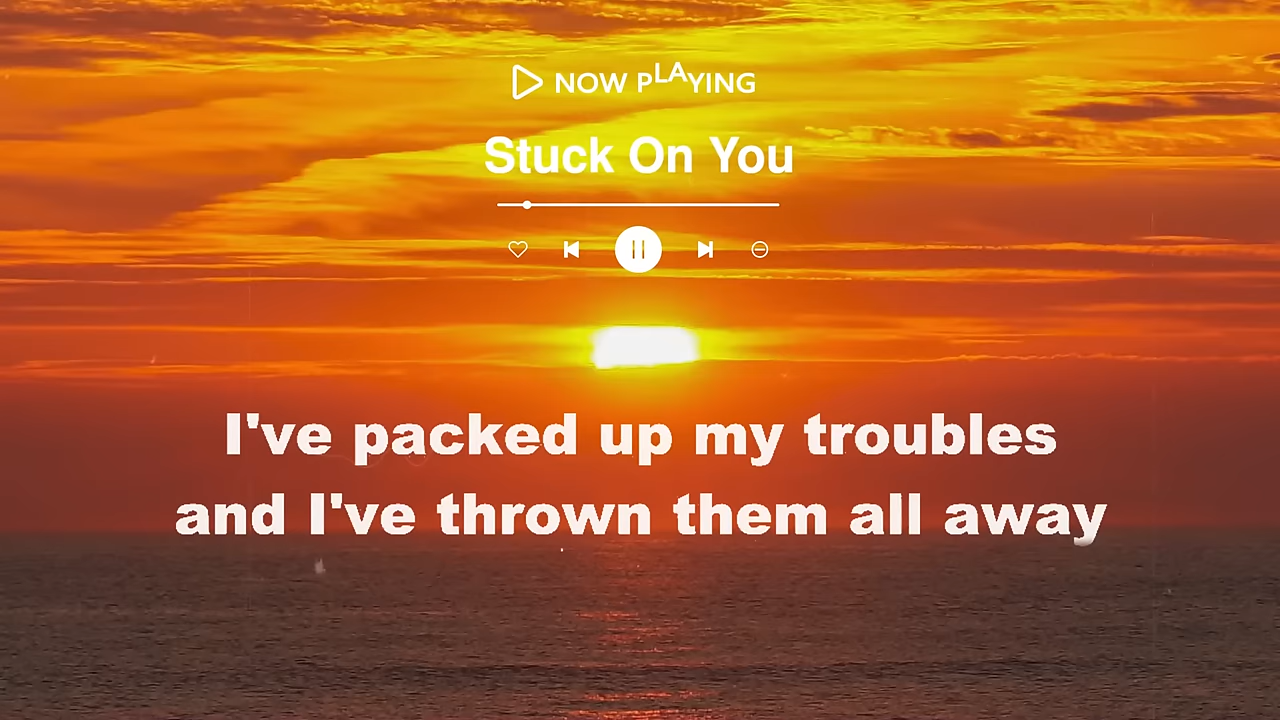 NOW PLAYING
Stuck On You
I've packed up my troubles
and I've thrown them all away